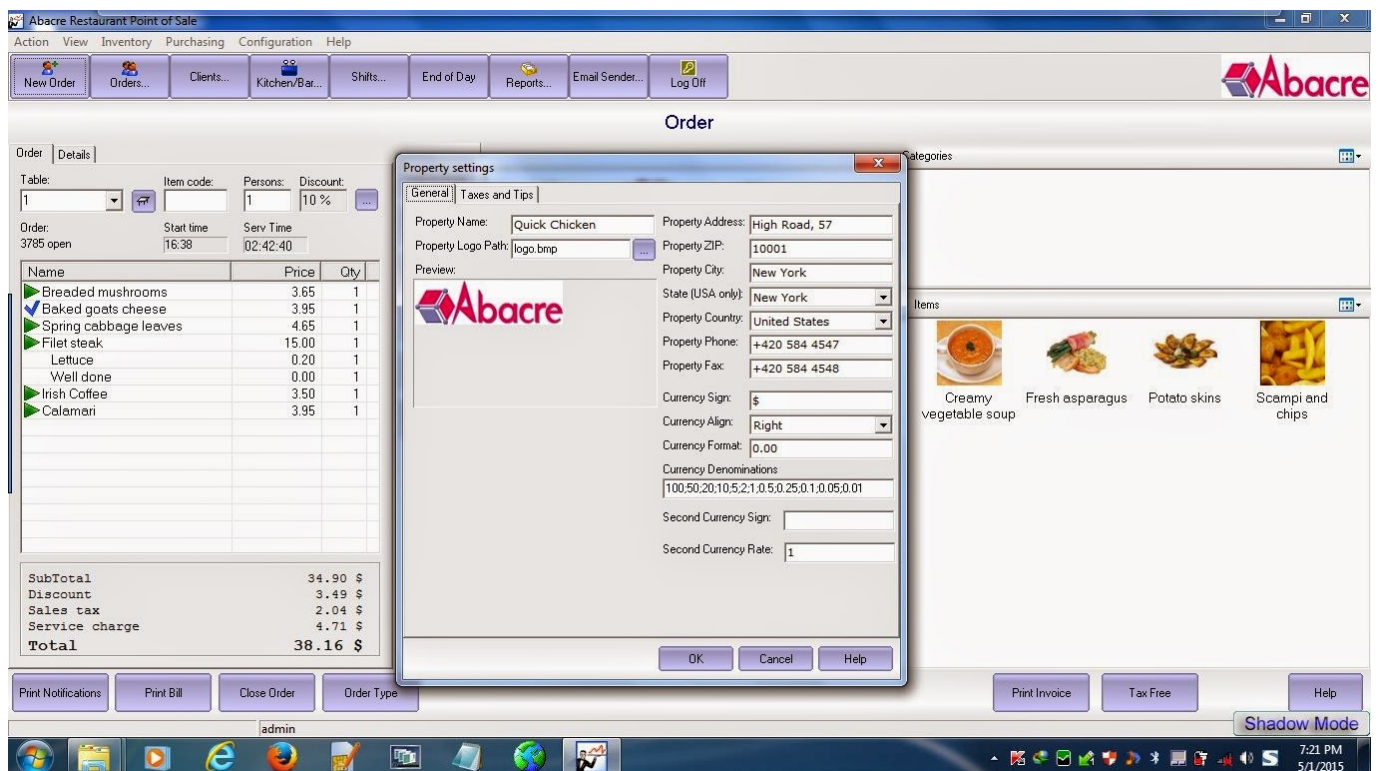 Abacre Restaurant Point of Sale
Action View Inventory Purchasing Configuration Help
New Order Orders... Clients... Kitchen/Bar... Shifts... End of Day Reports... Email Sender... Log Off
Abacre
Order
Order Details
Table: Item code: Persons: Discount:
1 1 10 % ...
Order: Start time Serv Time
3785 open 16:38 02:42:40
Name Price Qty
Breaded mushrooms 3.65 1
Baked goats cheese 3.95 1
Spring cabbage leaves 4.65 1
Filet steak 15.00 1
Lettuce 0.20 1
Well done 0.00 1
Irish Coffee 3.50 1
Calamari 3.95 1
SubTotal 34.90 $
Discount 3.49 $
Sales tax 2.04 $
Service charge 4.71 $
Total 38.16 $
Property settings
General Taxes and Tips
Property Name: Quick Chicken
Property Logo Path: logo.bmp ...
Preview:
Abacre
Property Address: High Road, 57
Property ZIP: 10001
Property City: New York
State (USA only): New York
Property Country: United States
Property Phone: +420 584 4547
Property Fax: +420 584 4548
Currency Sign: $
Currency Align: Right
Currency Format: 0.00
Currency Denominations
100;50;20;10;5;2;1;0.5;0.25;0.1;0.05;0.01
Second Currency Sign:
Second Currency Rate: 1
OK Cancel Help
Categories
Items
Creamy vegetable soup
Fresh asparagus
Potato skins
Scampi and chips
Print Notifications Print Bill Close Order Order Type Print Invoice Tax Free Help
admin
Shadow Mode
7:21 PM
5/1/2015